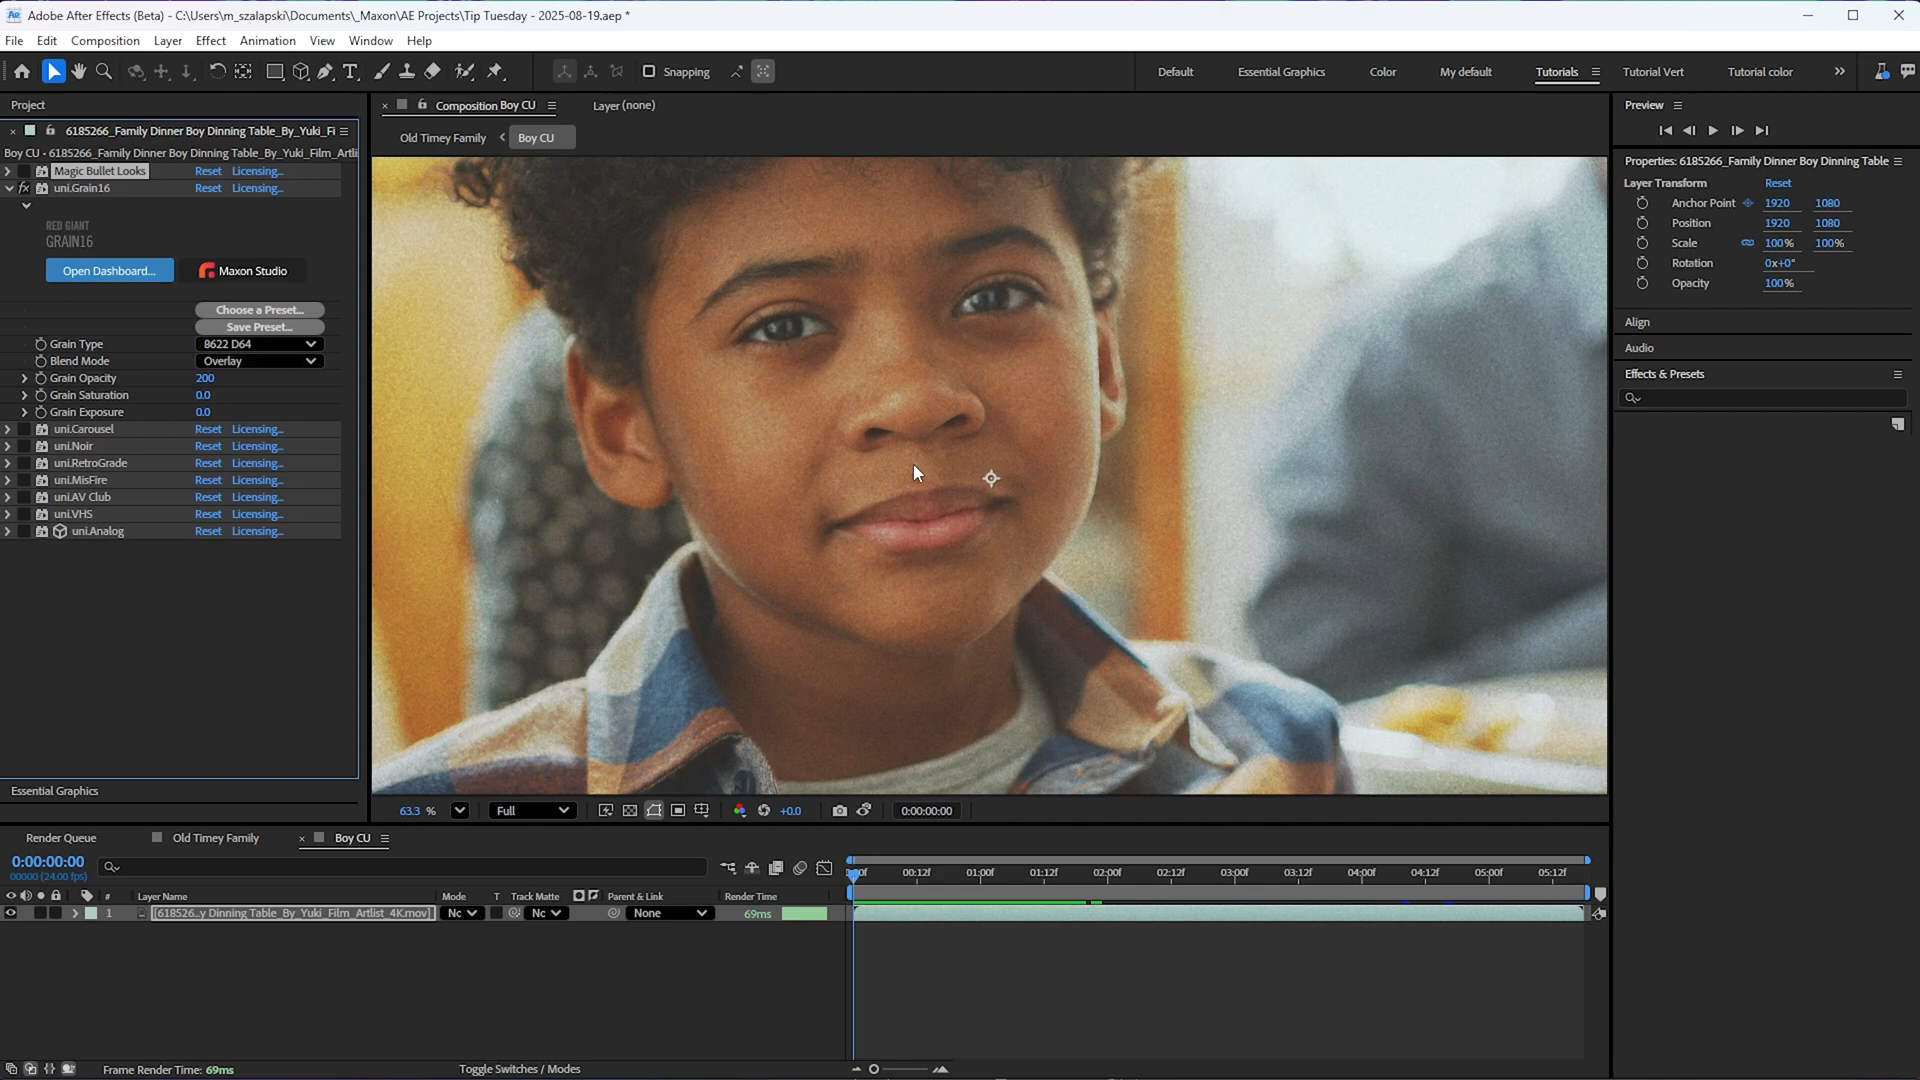 Adobe After Effects (Beta) - C:\Users\m_szalapski\Documents\_Maxon\AE Projects\Tip Tuesday - 2025-08-19.aep *
File Edit Composition Layer Effect Animation View Window Help
Snapping Default Essential Graphics Color My default Tutorials Tutorial Vert Tutorial color
Project
6185266_Family Dinner Boy Dinning Table_By_Yuki_Fi
Boy CU - 6185266_Family Dinner Boy Dinning Table_By_Yuki_Film_Artli
Magic Bullet Looks Reset Licensing...
fx uni.Grain16 Reset Licensing...
RED GIANT
GRAIN16
Open Dashboard... Maxon Studio
Choose a Preset...
Save Preset...
Grain Type 8622 D64
Blend Mode Overlay
Grain Opacity 200
Grain Saturation 0.0
Grain Exposure 0.0
uni.Carousel Reset Licensing...
uni.Noir Reset Licensing...
uni.RetroGrade Reset Licensing...
uni.MisFire Reset Licensing...
uni.AV Club Reset Licensing...
uni.VHS Reset Licensing...
uni.Analog Reset Licensing...
Essential Graphics
Composition Boy CU Layer (none)
Old Timey Family < Boy CU
63.3 % Full +0.0 0:00:00:00
Preview
Properties: 6185266_Family Dinner Boy Dinning Table
Layer Transform Reset
Anchor Point 1920 1080
Position 1920 1080
Scale 100% 100%
Rotation 0x+0°
Opacity 100%
Align
Audio
Effects & Presets
Render Queue Old Timey Family Boy CU
0:00:00:00
00000 (24.00 fps)
00:12f 01:00f 01:12f 02:00f 02:12f 03:00f 03:12f 04:00f 04:12f 05:00f 05:12f
# Layer Name Mode T Track Matte Parent & Link Render Time
1 [618526...y Dinning Table_By_Yuki_Film_Artlist_4K.mov] Nc Nc None 69ms
Frame Render Time: 69ms Toggle Switches / Modes